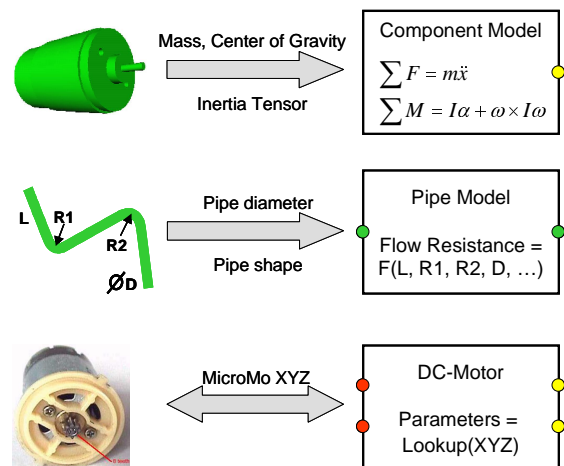 Mass, Center of Gravity
Inertia Tensor
Component Model
∑ F = mẍ
∑ M = Iα + ω × Iω
L
R1
R2
ØD
Pipe diameter
Pipe shape
Pipe Model
Flow Resistance =
F(L, R1, R2, D, …)
MicroMo XYZ
DC-Motor
Parameters =
Lookup(XYZ)